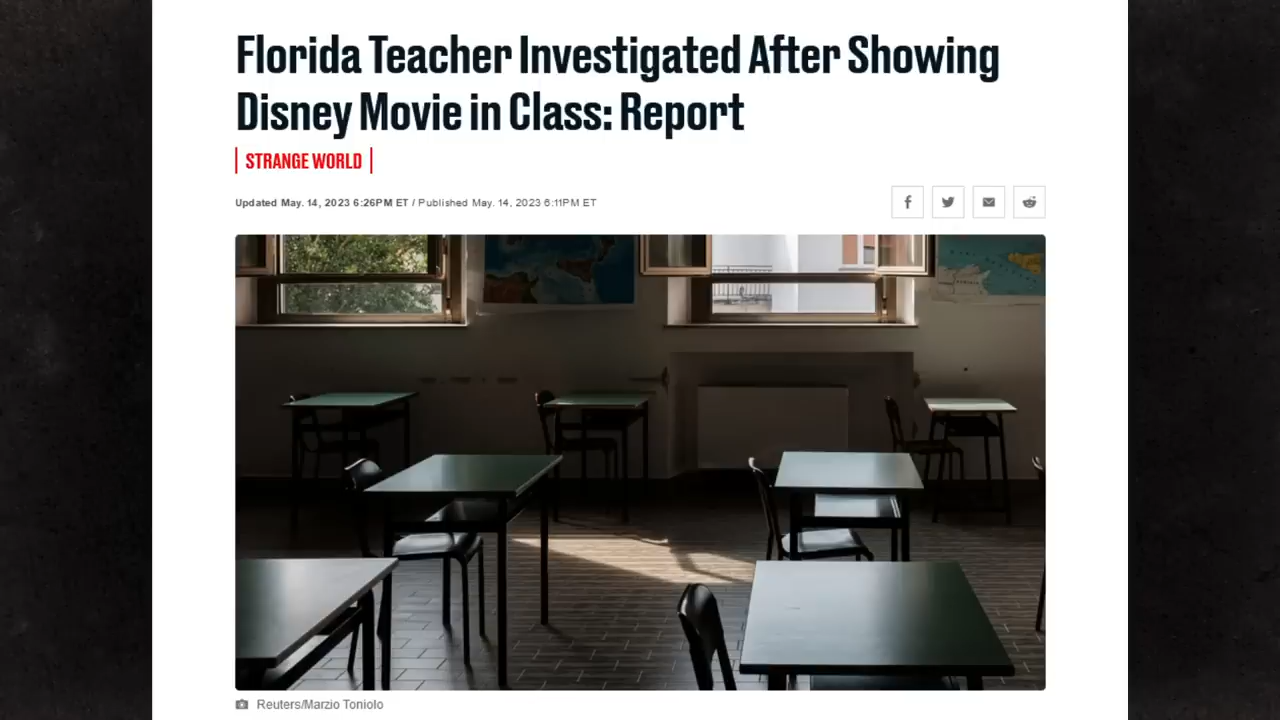 Florida Teacher Investigated After Showing
Disney Movie in Class: Report
STRANGE WORLD
Updated May. 14, 2023 6:26PM ET / Published May. 14, 2023 6:11PM ET
Reuters/Marzio Toniolo